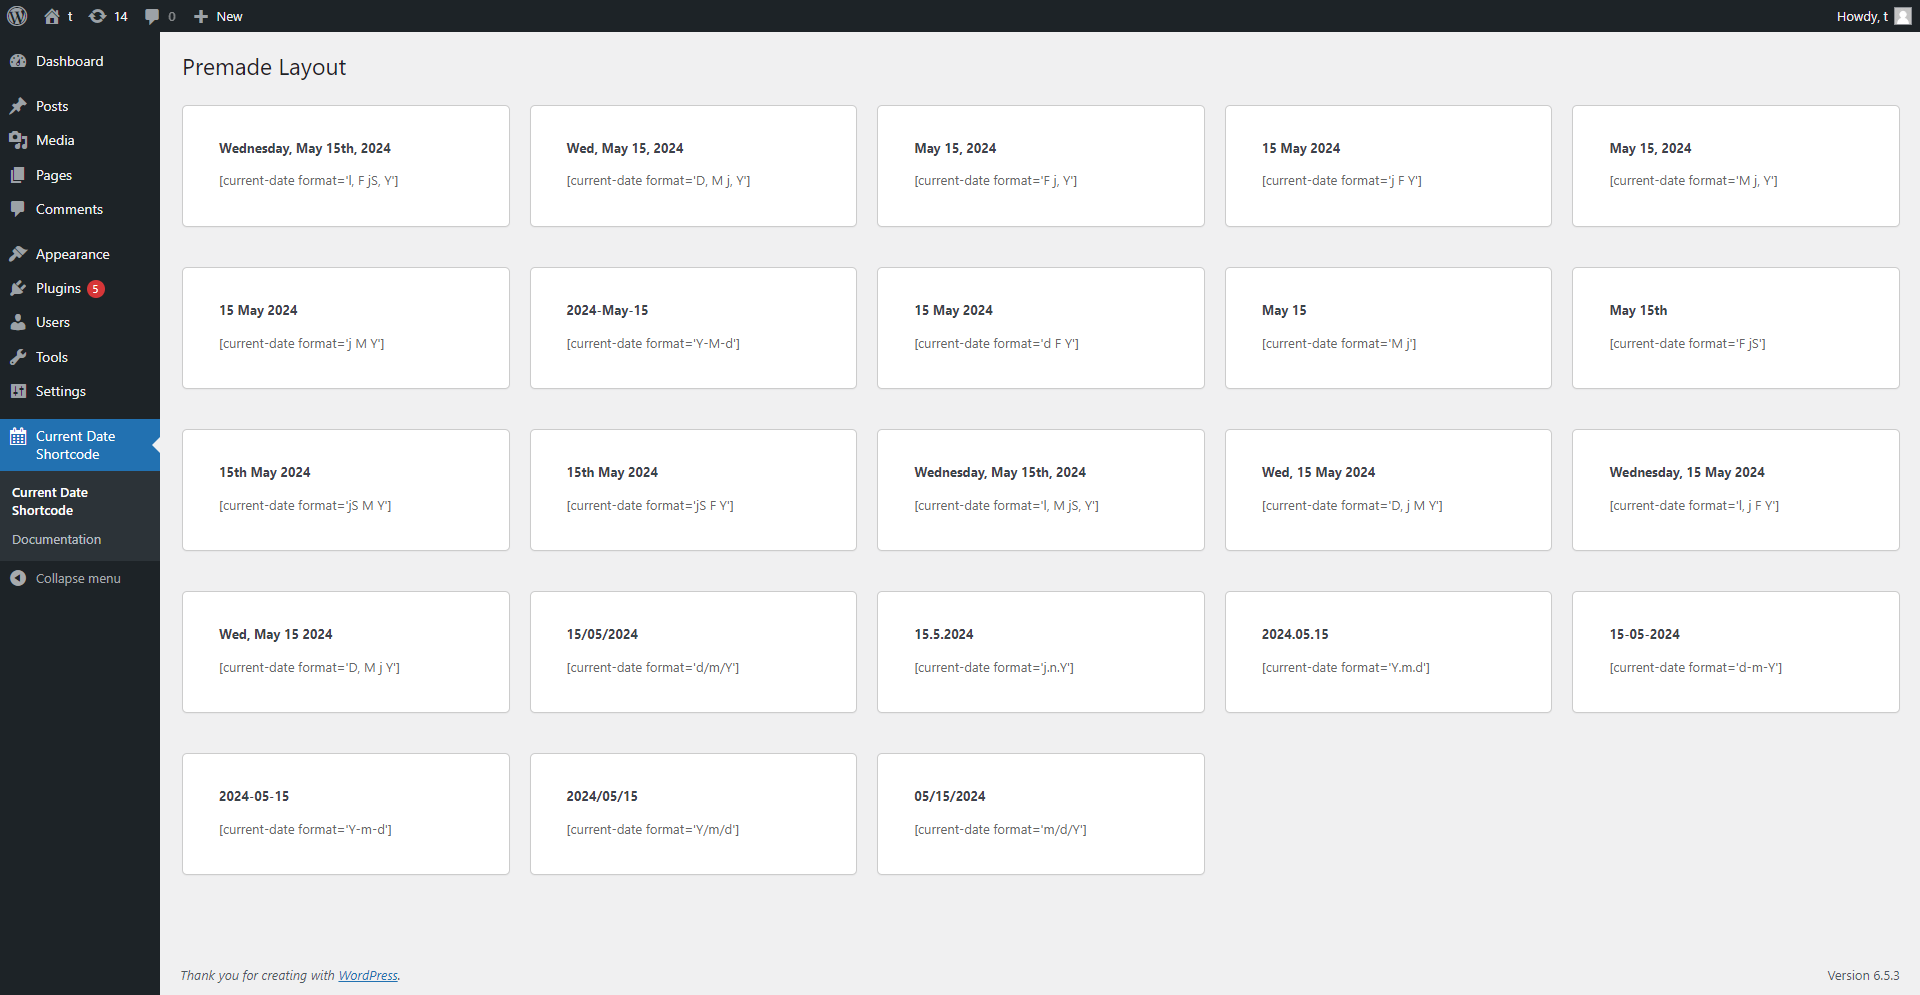 t
14
0
New
Howdy, t
Dashboard
Posts
Media
Pages
Comments
Appearance
Plugins 5
Users
Tools
Settings
Current Date
Shortcode
Current Date
Shortcode
Documentation
Collapse menu
Premade Layout
Wednesday, May 15th, 2024
[current-date format='l, F jS, Y']
Wed, May 15, 2024
[current-date format='D, M j, Y']
May 15, 2024
[current-date format='F j, Y']
15 May 2024
[current-date format='j F Y']
May 15, 2024
[current-date format='M j, Y']
15 May 2024
[current-date format='j M Y']
2024-May-15
[current-date format='Y-M-d']
15 May 2024
[current-date format='d F Y']
May 15
[current-date format='M j']
May 15th
[current-date format='F jS']
15th May 2024
[current-date format='jS M Y']
15th May 2024
[current-date format='jS F Y']
Wednesday, May 15th, 2024
[current-date format='l, M jS, Y']
Wed, 15 May 2024
[current-date format='D, j M Y']
Wednesday, 15 May 2024
[current-date format='l, j F Y']
Wed, May 15 2024
[current-date format='D, M j Y']
15/05/2024
[current-date format='d/m/Y']
15.5.2024
[current-date format='j.n.Y']
2024.05.15
[current-date format='Y.m.d']
15-05-2024
[current-date format='d-m-Y']
2024-05-15
[current-date format='Y-m-d']
2024/05/15
[current-date format='Y/m/d']
05/15/2024
[current-date format='m/d/Y']
Thank you for creating with WordPress.
Version 6.5.3